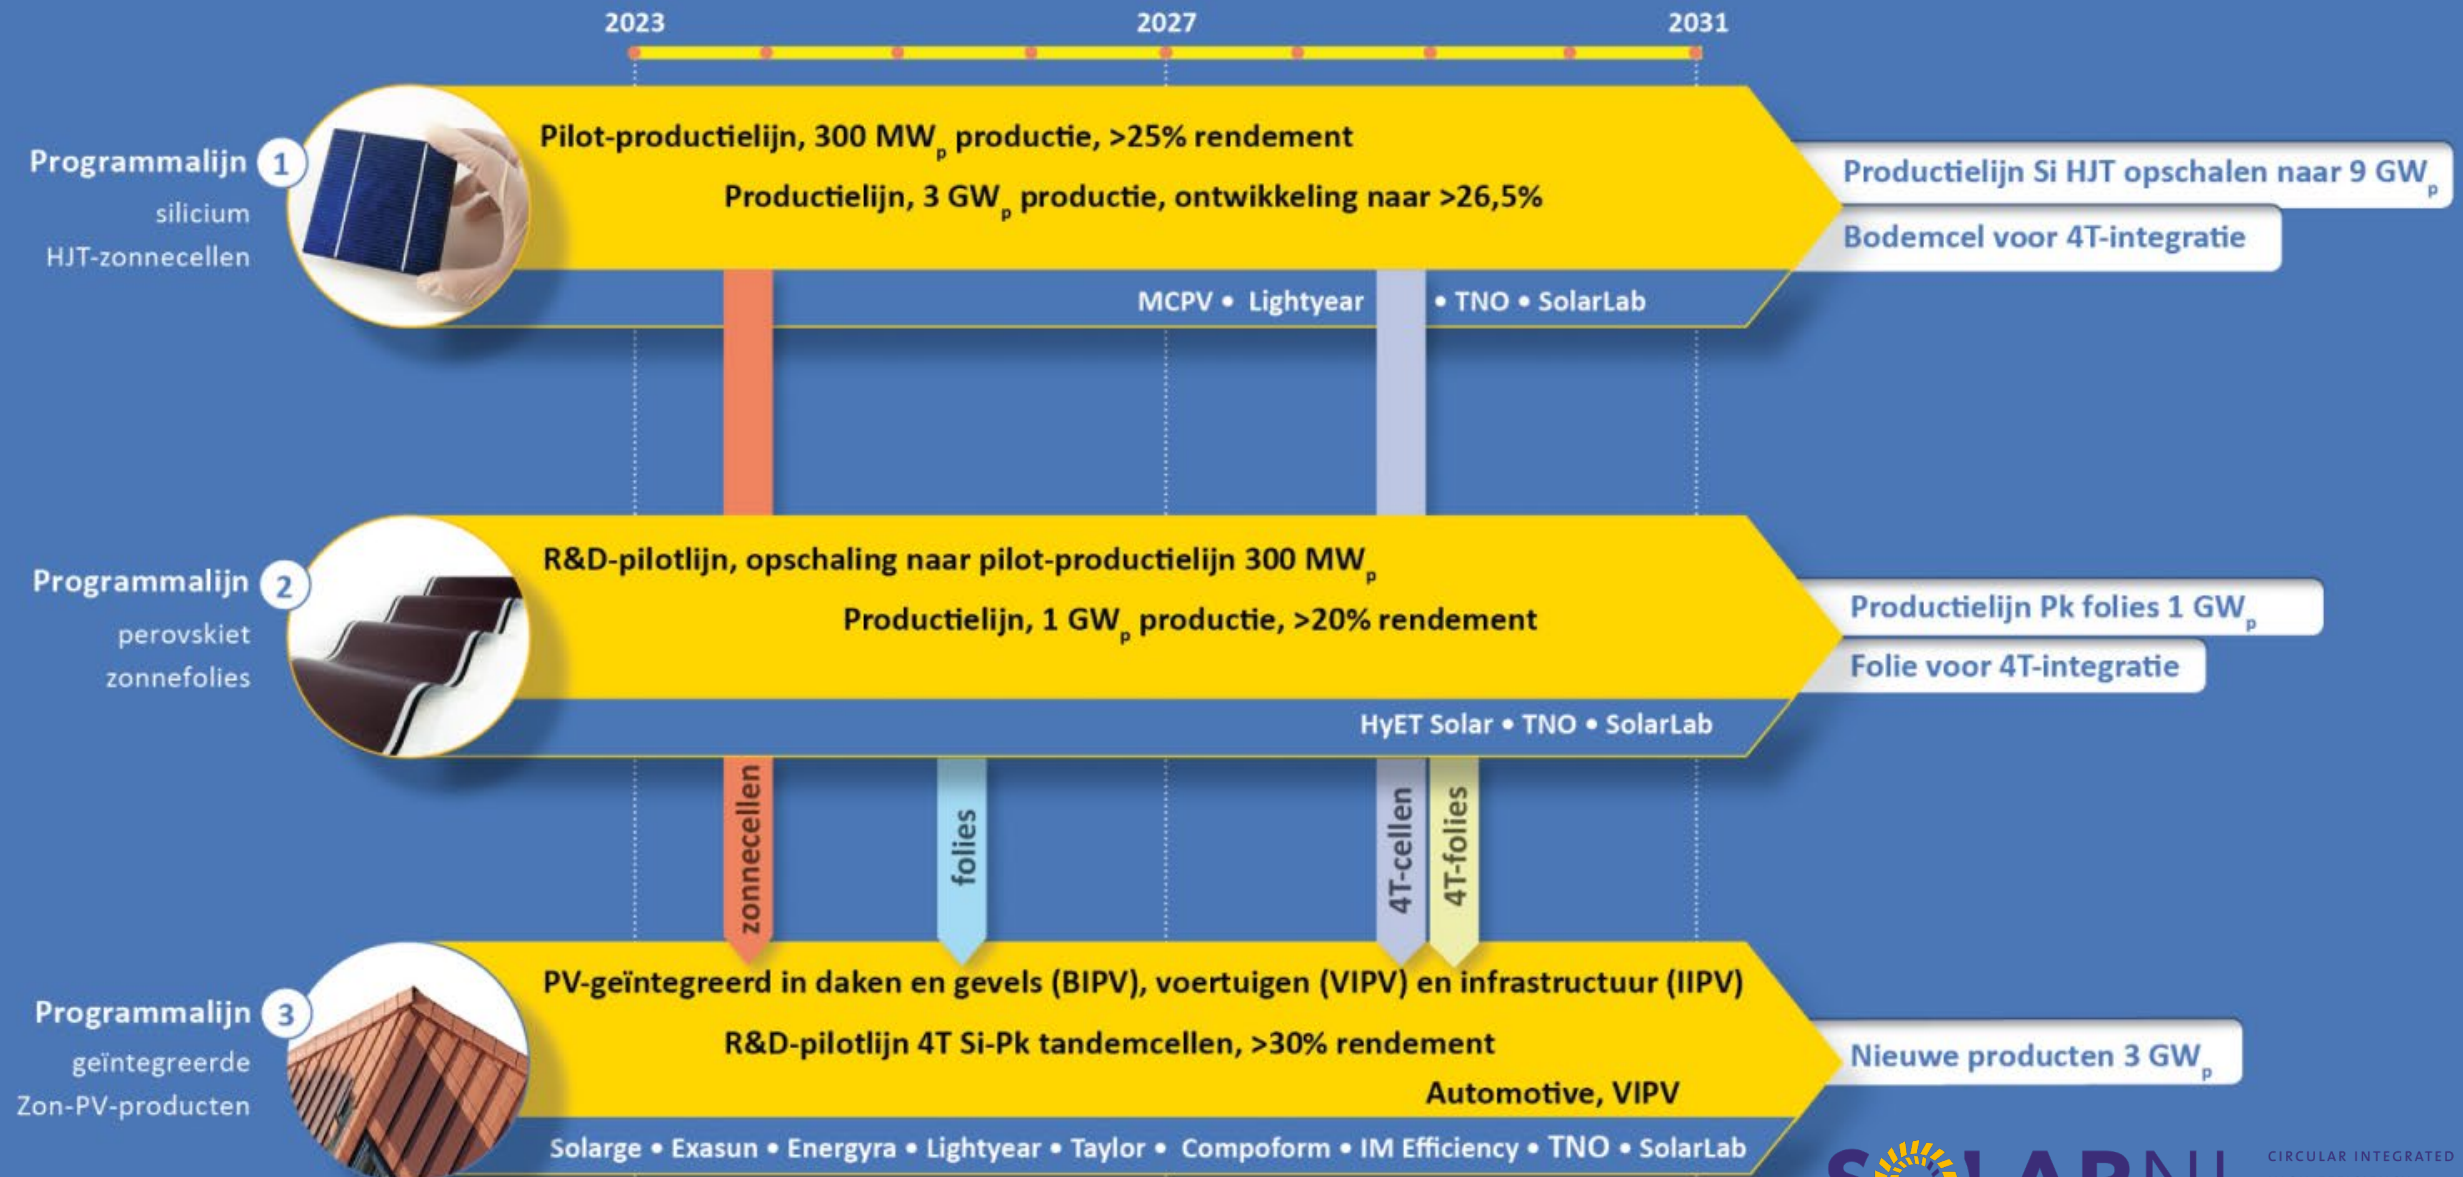 2023 2027 2031
Pilot-productielijn, 300 MWp productie, >25% rendement
Productielijn, 3 GWp productie, ontwikkeling naar >26,5%
Programmalijn 1
silicium
HJT-zonnecellen
Productielijn Si HJT opschalen naar 9 GWp
Bodemcel voor 4T-integratie
MCPV • Lightyear • TNO • SolarLab
R&D-pilotlijn, opschaling naar pilot-productielijn 300 MWp
Productielijn, 1 GWp productie, >20% rendement
Programmalijn 2
perovskiet
zonnefolies
Productielijn Pk folies 1 GWp
Folie voor 4T-integratie
HyET Solar • TNO • SolarLab
zonnecellen
folies
4T-cellen
4T-folies
PV-geïntegreerd in daken en gevels (BIPV), voertuigen (VIPV) en infrastructuur (IIPV)
R&D-pilotlijn 4T Si-Pk tandemcellen, >30% rendement
Automotive, VIPV
Programmalijn 3
geïntegreerde
Zon-PV-producten
Nieuwe producten 3 GWp
Solarge • Exasun • Energyra • Lightyear • Taylor • Compoform • IM Efficiency • TNO • SolarLab
SOLARNL
CIRCULAR INTEGRATED